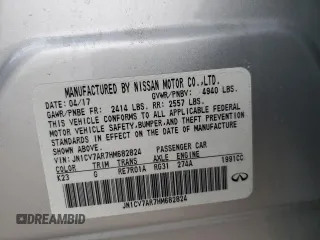 MANUFACTURED BY NISSAN MOTOR CO.,LTD.
DATE: 04/17 GVWR/PNBV: 4940 LBS.
GAWR/PNBE FR: 2414 LBS. RR: 2557 LBS.
THIS VEHICLE CONFORMS TO ALL APPLICABLE FEDERAL
MOTOR VEHICLE SAFETY,BUMPER,AND THEFT PREVENTION
STANDARDS IN EFFECT ON THE DATE OF MANUFACTURE
SHOWN ABOVE.
VIN: JN1CV7AR7HM682824 PASSENGER CAR
COLOR TRIM TRANS AXLE ENGINE 1991CC
K23 G RE7R01A RG31 274A
JN1CV7AR7HM682824
DREAMBID